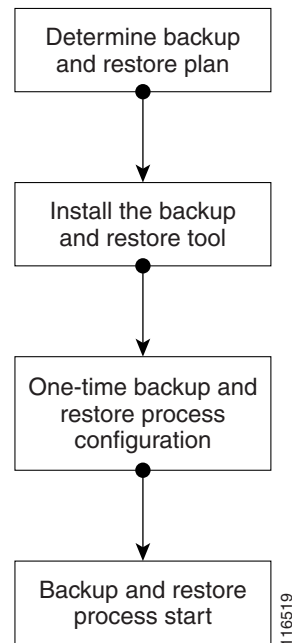 Determine backup
and restore plan
Install the backup
and restore tool
One-time backup and
restore process
configuration
Backup and restore
process start
116519